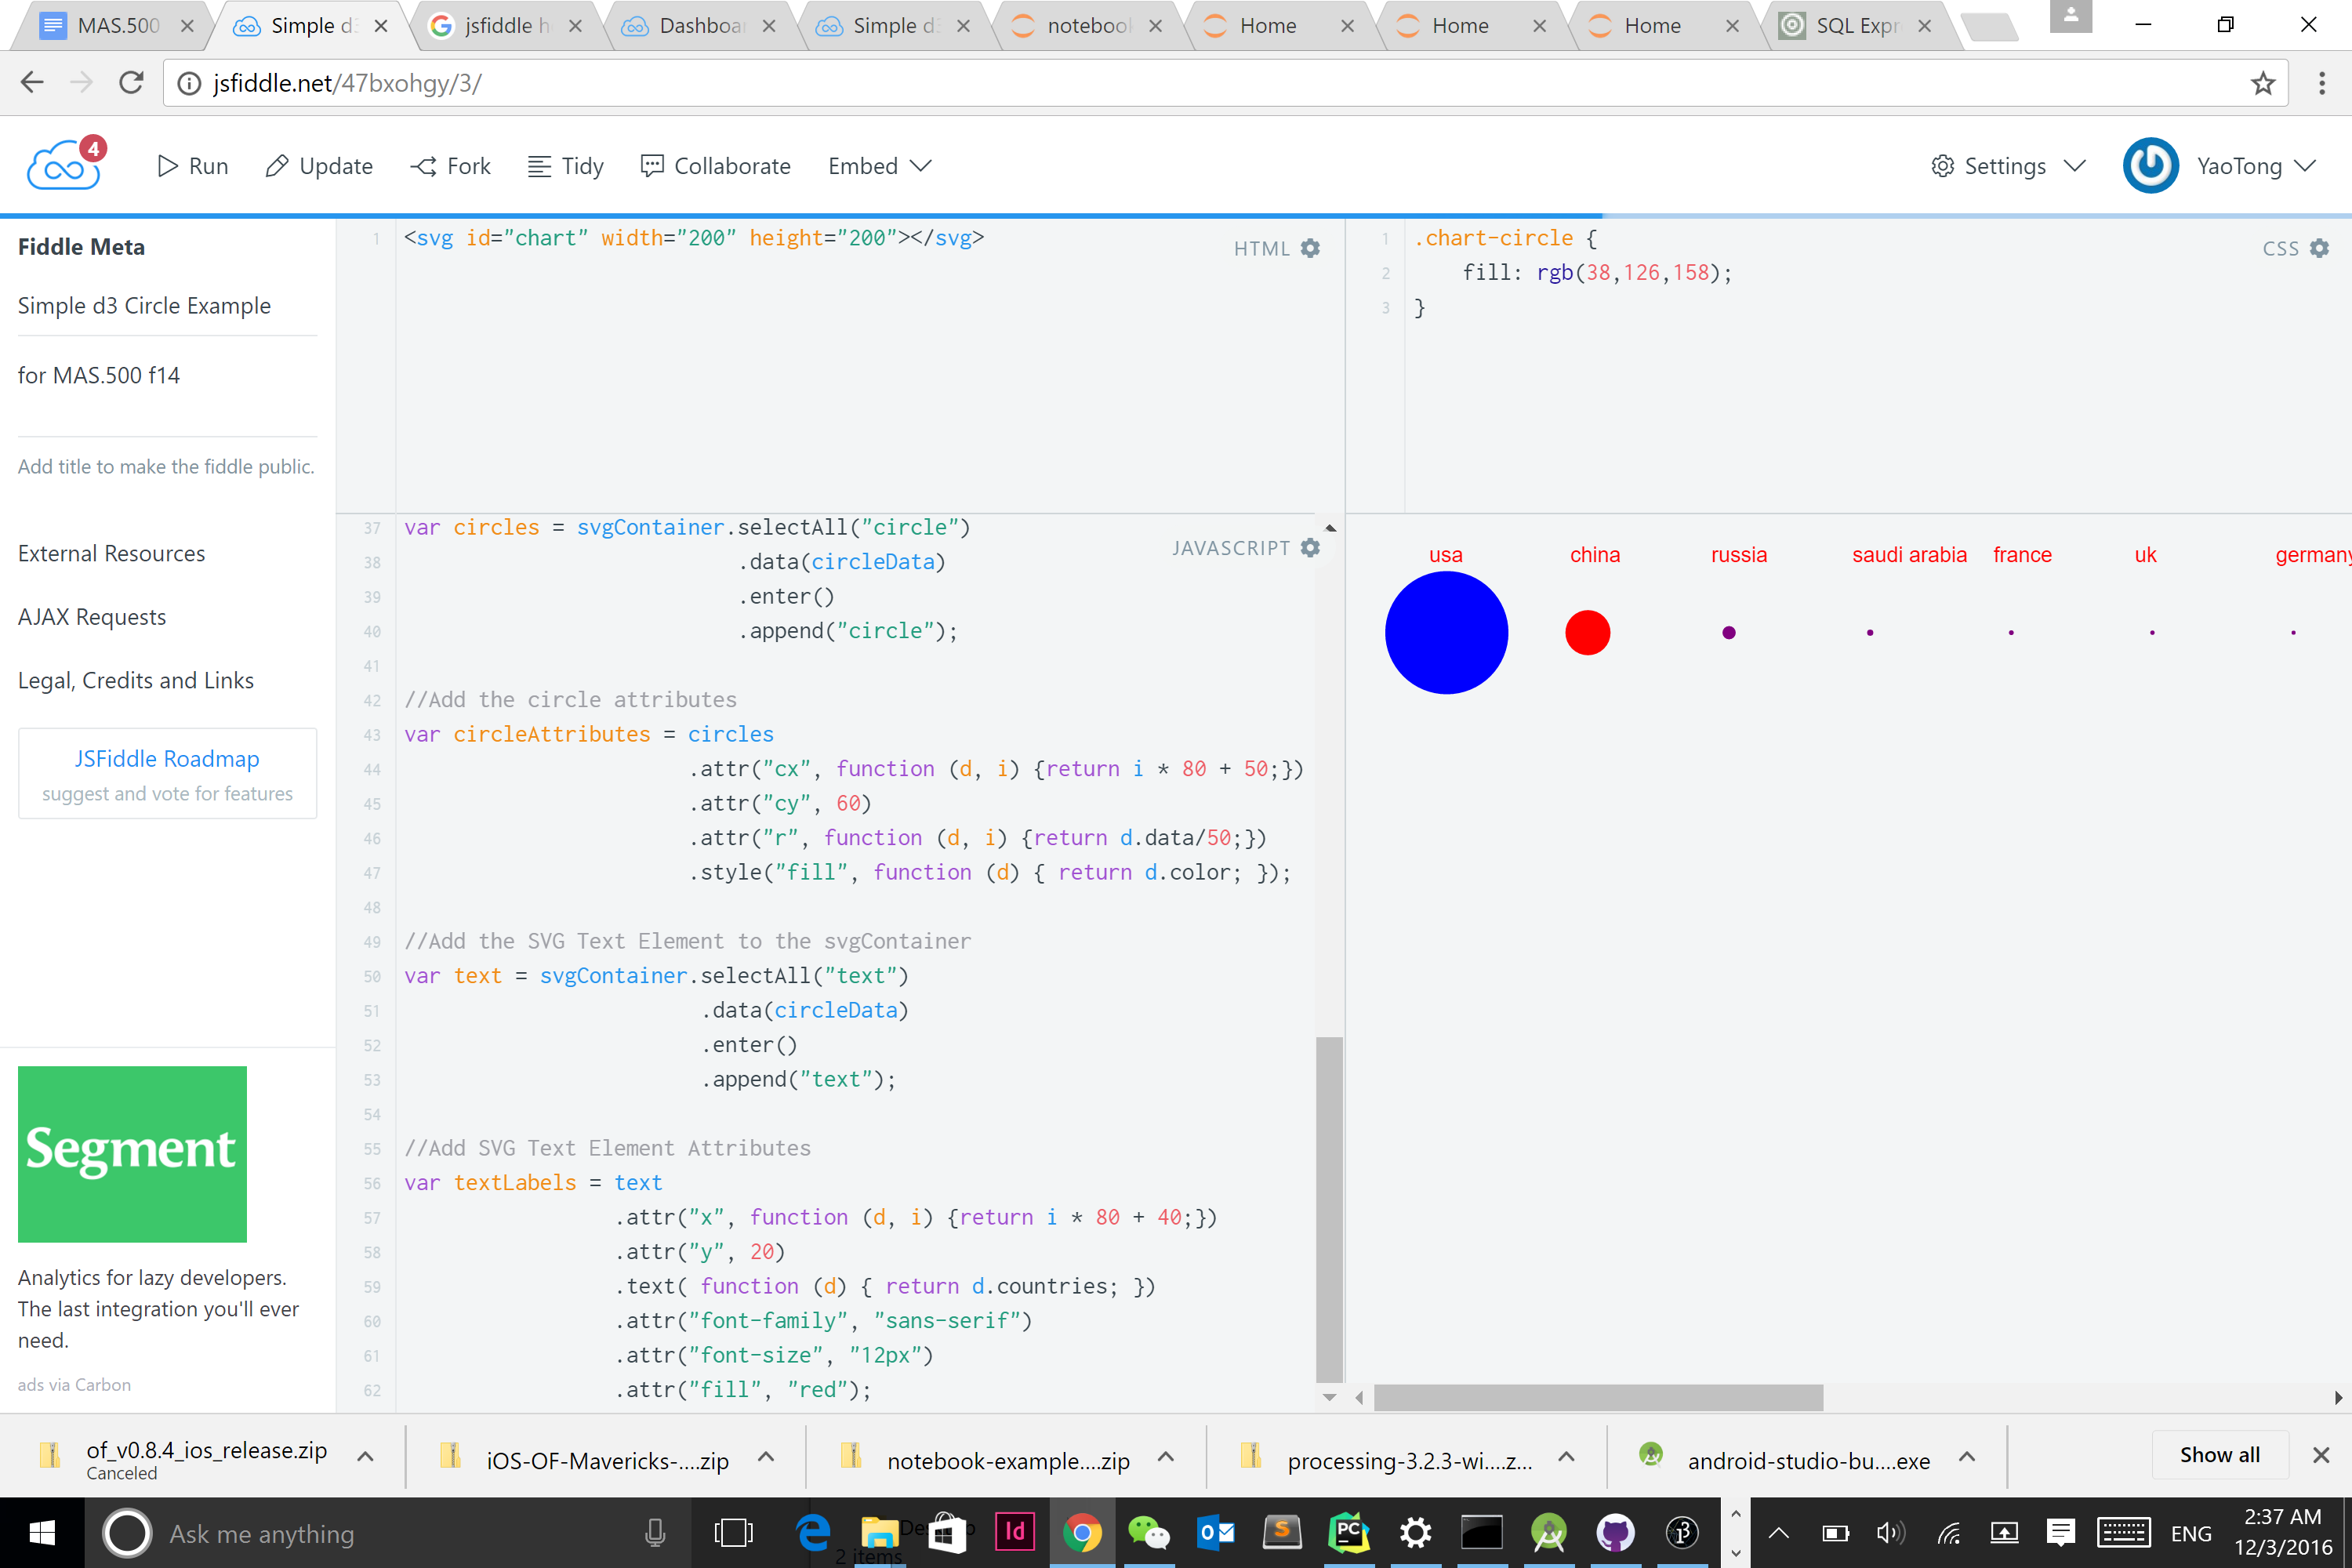 MAS.500
Simple d
jsfiddle h
Dashboa
Simple d
notebook
Home
Home
Home
SQL Exp
jsfiddle.net/47bxohgy/3/
4
Run
Update
Fork
Tidy
Collaborate
Embed
Settings
YaoTong
Fiddle Meta
Simple d3 Circle Example
for MAS.500 f14
Add title to make the fiddle public.
External Resources
AJAX Requests
Legal, Credits and Links
JSFiddle Roadmap
suggest and vote for features
Segment
Analytics for lazy developers.
The last integration you'll ever
need.
ads via Carbon
1 <svg id="chart" width="200" height="200"></svg>
HTML
1 .chart-circle {
2 fill: rgb(38,126,158);
3 }
CSS
37 var circles = svgContainer.selectAll("circle")
38 .data(circleData)
39 .enter()
40 .append("circle");
41
42 //Add the circle attributes
43 var circleAttributes = circles
44 .attr("cx", function (d, i) {return i * 80 + 50;})
45 .attr("cy", 60)
46 .attr("r", function (d, i) {return d.data/50;})
47 .style("fill", function (d) { return d.color; });
48
49 //Add the SVG Text Element to the svgContainer
50 var text = svgContainer.selectAll("text")
51 .data(circleData)
52 .enter()
53 .append("text");
54
55 //Add SVG Text Element Attributes
56 var textLabels = text
57 .attr("x", function (d, i) {return i * 80 + 40;})
58 .attr("y", 20)
59 .text( function (d) { return d.countries; })
60 .attr("font-family", "sans-serif")
61 .attr("font-size", "12px")
62 .attr("fill", "red");
JAVASCRIPT
usa china russia saudi arabia france uk germany
of_v0.8.4_ios_release.zip
Canceled
iOS-OF-Mavericks-....zip
notebook-example....zip
processing-3.2.3-wi....z...
android-studio-bu....exe
Show all
Ask me anything
2 items
Id
PC
ENG
2:37 AM
12/3/2016